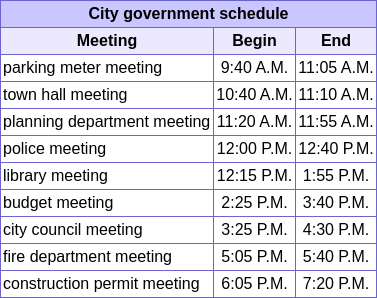 City government schedule
Meeting Begin End
parking meter meeting 9:40 A.M. 11:05 A.M.
town hall meeting 10:40 A.M. 11:10 A.M.
planning department meeting 11:20 A.M. 11:55 A.M.
police meeting 12:00 P.M. 12:40 P.M.
library meeting 12:15 P.M. 1:55 P.M.
budget meeting 2:25 P.M. 3:40 P.M.
city council meeting 3:25 P.M. 4:30 P.M.
fire department meeting 5:05 P.M. 5:40 P.M.
construction permit meeting 6:05 P.M. 7:20 P.M.